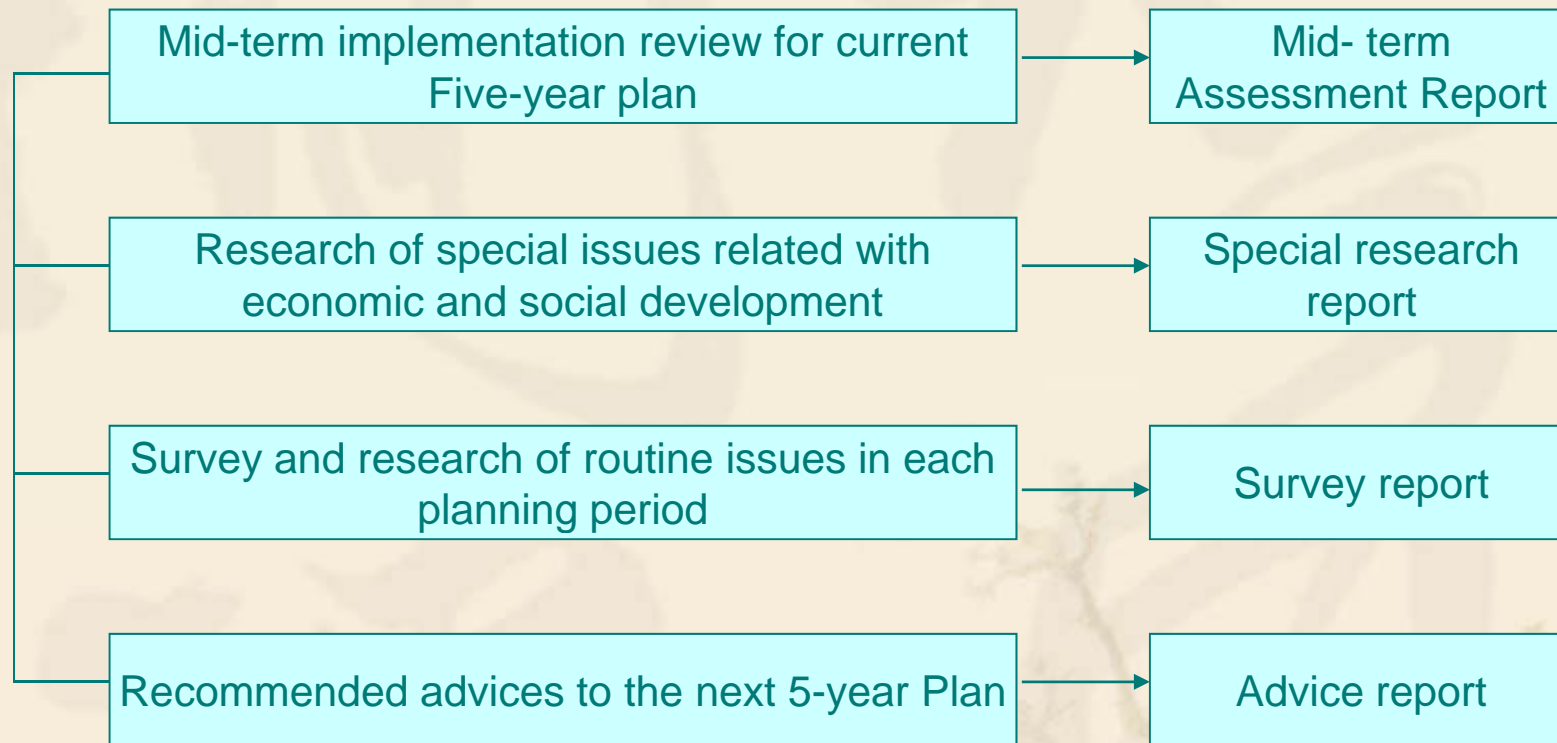 Mid-term implementation review for current
Five-year plan
Mid- term
Assessment Report
Research of special issues related with
economic and social development
Special research
report
Survey and research of routine issues in each
planning period
Survey report
Recommended advices to the next 5-year Plan
Advice report